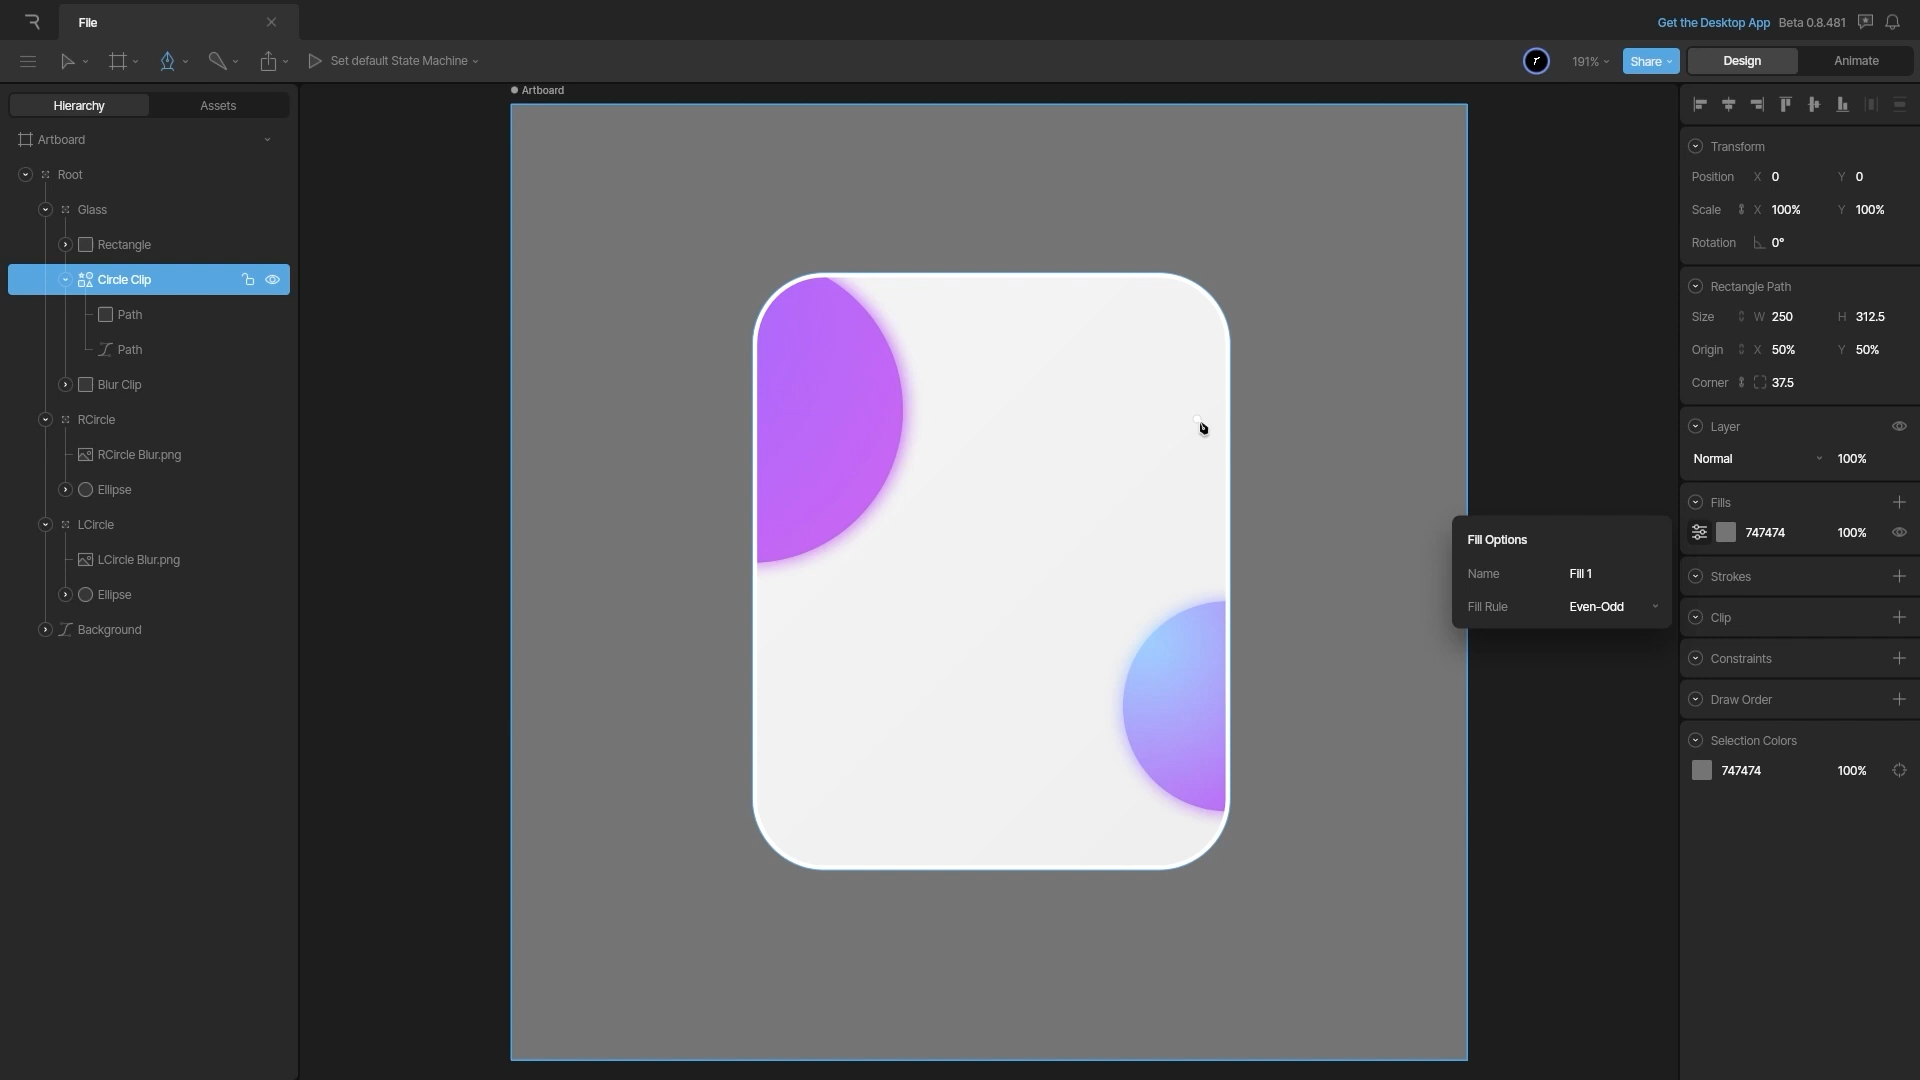 File
Get the Desktop App Beta 0.8.481
Set default State Machine
191%
Share
Design Animate
Hierarchy Assets
Artboard
Root
Glass
Rectangle
Circle Clip
Path
Path
Blur Clip
RCircle
RCircle Blur.png
Ellipse
LCircle
LCircle Blur.png
Ellipse
Background
Artboard
Fill Options
Name Fill 1
Fill Rule Even-Odd
Transform
Position X 0 Y 0
Scale X 100% Y 100%
Rotation 0°
Rectangle Path
Size W 250 H 312.5
Origin X 50% Y 50%
Corner 37.5
Layer
Normal 100%
Fills
747474 100%
Strokes
Clip
Constraints
Draw Order
Selection Colors
747474 100%